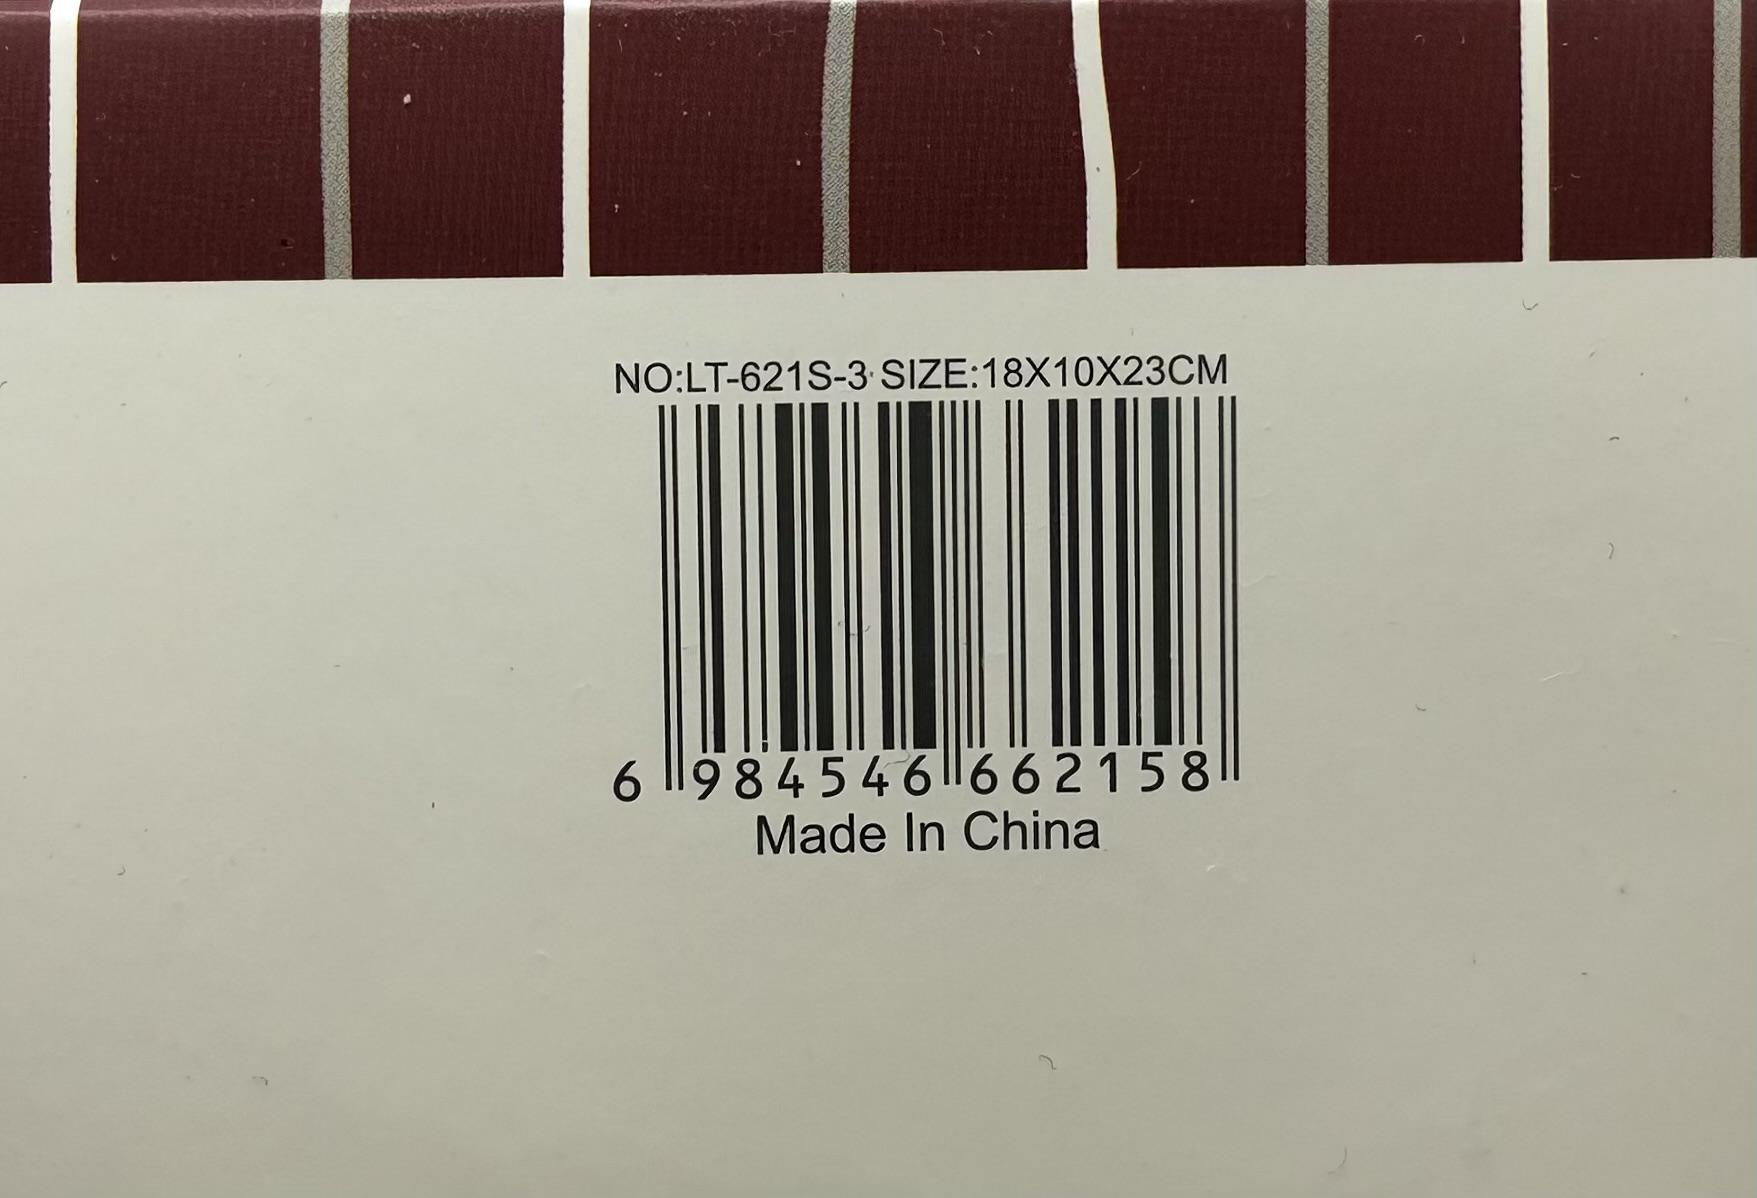 NO:LT-621S-3 SIZE:18X10X23CM
6 984546 662158
Made In China